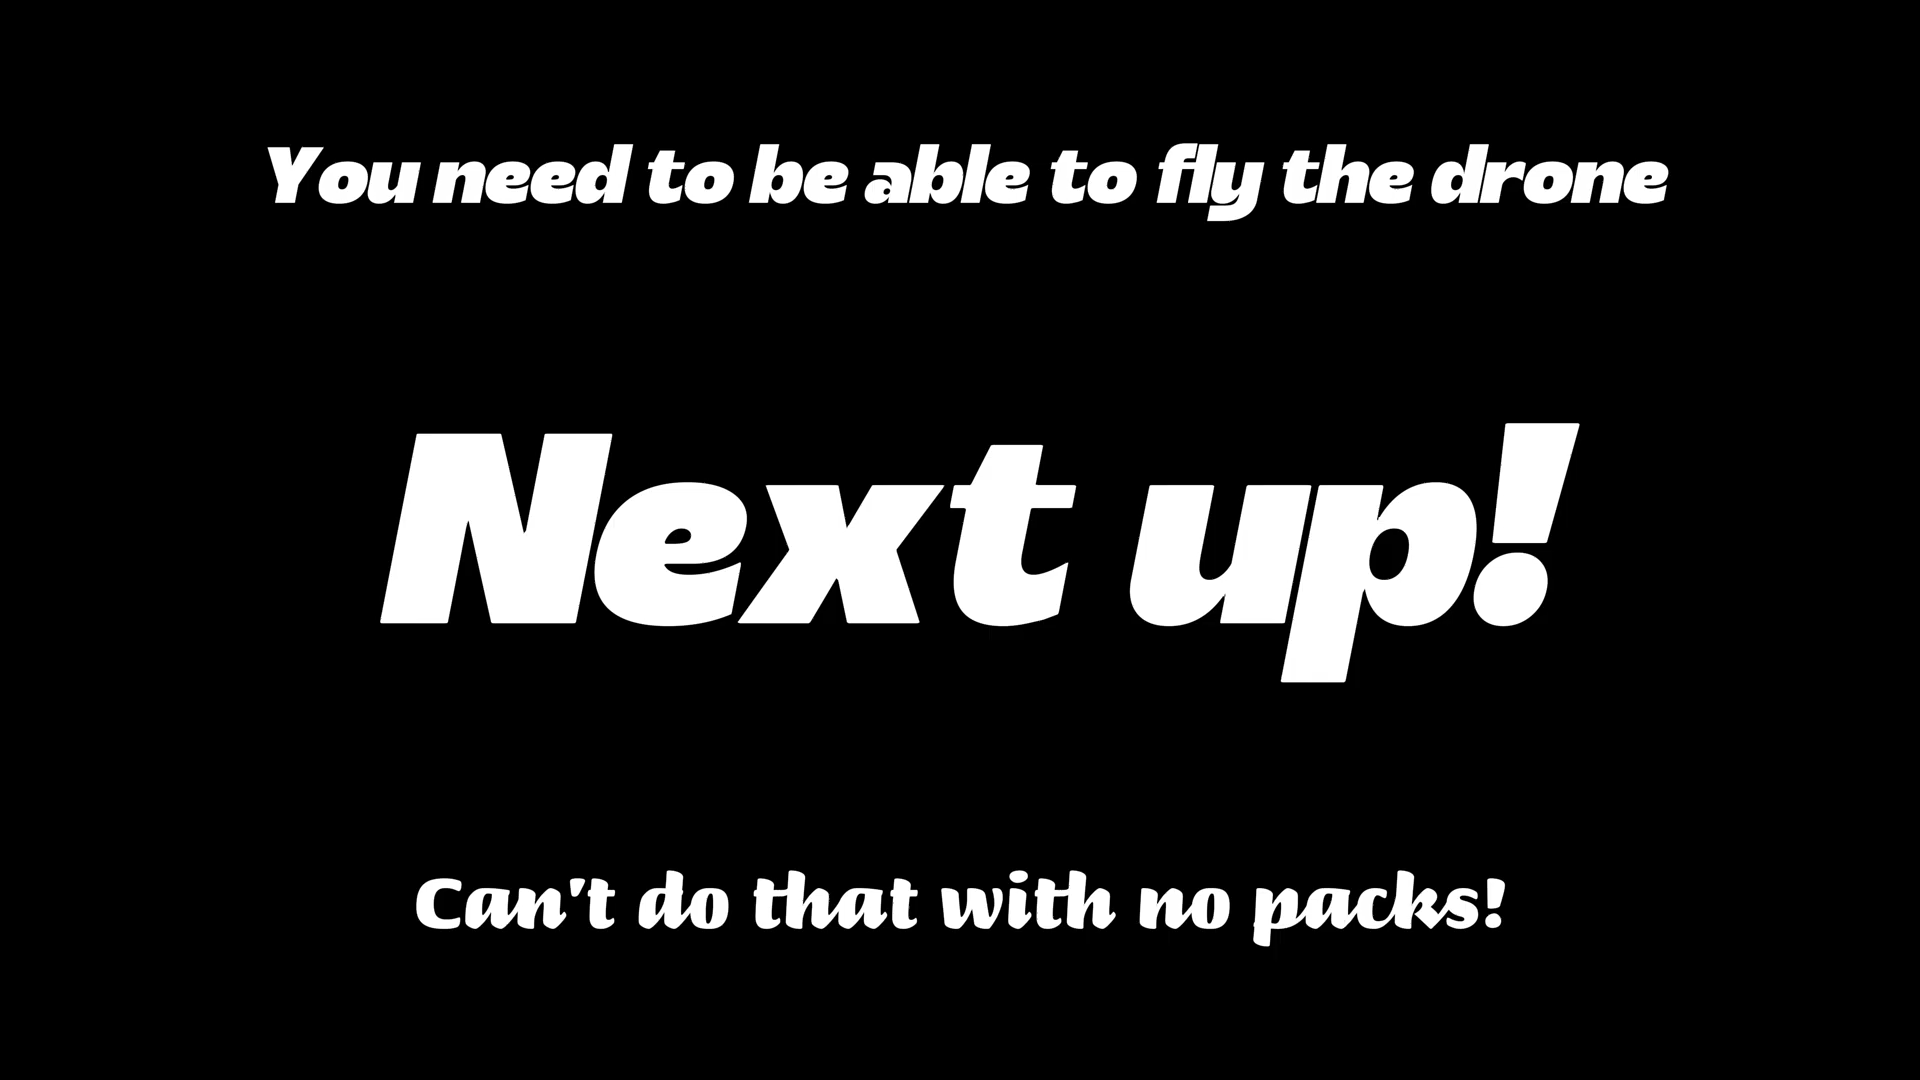 You need to be able to fly the drone
Next up!
Can't do that with no packs!